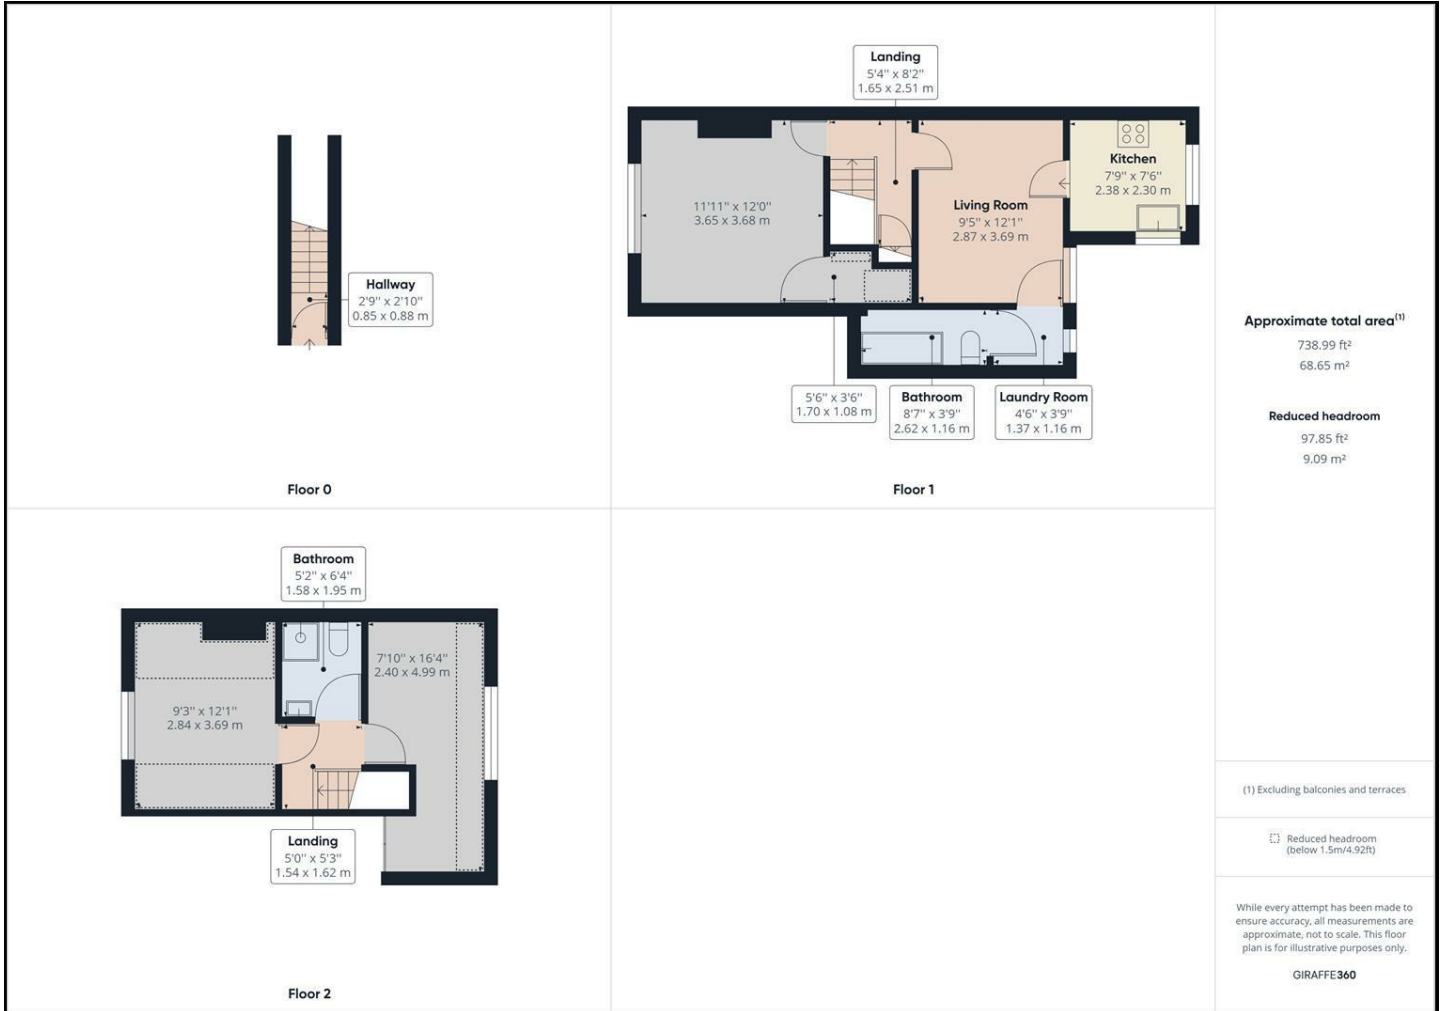 Hallway
2'9" x 2'10"
0.85 x 0.88 m
Floor 0
Landing
5'4" x 8'2"
1.65 x 2.51 m
11'11" x 12'0"
3.65 x 3.68 m
Living Room
9'5" x 12'1"
2.87 x 3.69 m
Kitchen
7'9" x 7'6"
2.38 x 2.30 m
5'6" x 3'6"
1.70 x 1.08 m
Bathroom
8'7" x 3'9"
2.62 x 1.16 m
Laundry Room
4'6" x 3'9"
1.37 x 1.16 m
Floor 1
Bathroom
5'2" x 6'4"
1.58 x 1.95 m
7'10" x 16'4"
2.40 x 4.99 m
9'3" x 12'1"
2.84 x 3.69 m
Landing
5'0" x 5'3"
1.54 x 1.62 m
Floor 2
Approximate total area(1)
738.99 ft²
68.65 m²
Reduced headroom
97.85 ft²
9.09 m²
(1) Excluding balconies and terraces
Reduced headroom
(below 1.5m/4.92ft)
While every attempt has been made to
ensure accuracy, all measurements are
approximate, not to scale. This floor
plan is for illustrative purposes only.
GIRAFFE360